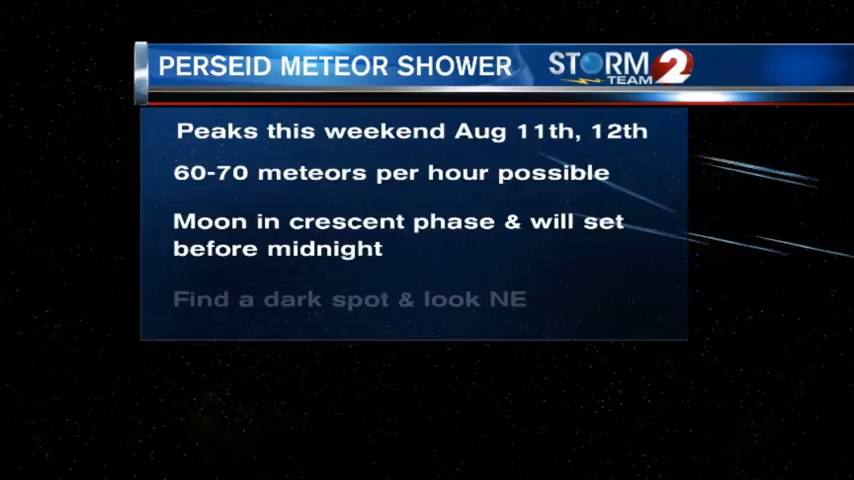 PERSEID METEOR SHOWER
STORM
TEAM 2
Peaks this weekend Aug 11th, 12th
60-70 meteors per hour possible
Moon in crescent phase & will set
before midnight
Find a dark spot & look NE